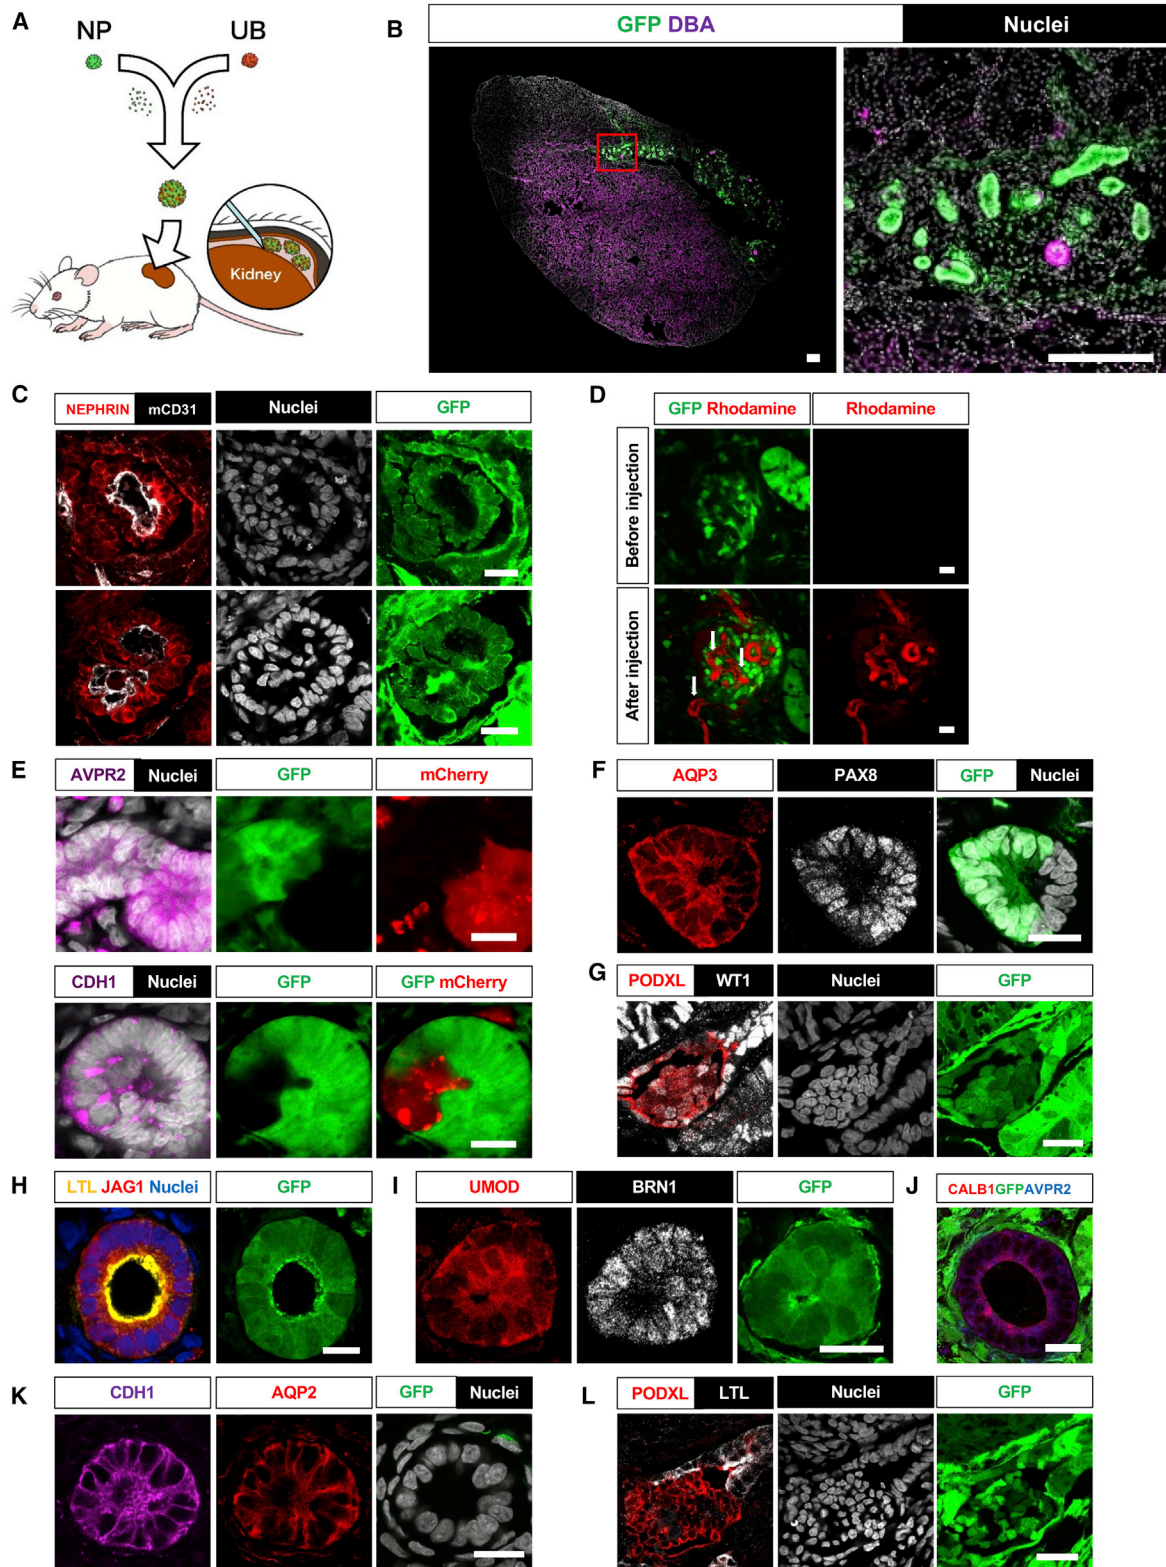 A
NP
UB
Kidney
B
GFP DBA
Nuclei
C
NEPHRIN
mCD31
Nuclei
GFP
D
GFP Rhodamine
Rhodamine
Before injection
After injection
E
AVPR2
Nuclei
GFP
mCherry
CDH1
Nuclei
GFP
GFP mCherry
F
AQP3
PAX8
GFP
Nuclei
G
PODXL
WT1
Nuclei
GFP
H
LTL JAG1 Nuclei
GFP
I
UMOD
BRN1
GFP
J
CALB1GFPAVPR2
K
CDH1
AQP2
GFP
Nuclei
L
PODXL
LTL
Nuclei
GFP